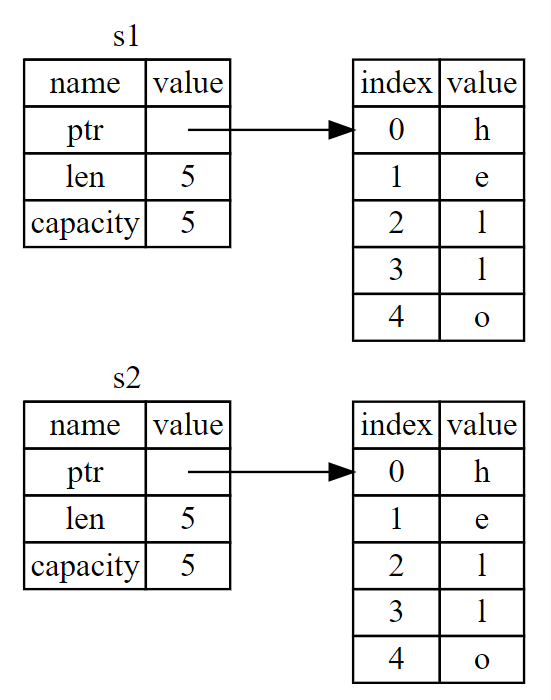 s1
name value index value
ptr 0 h
len 5 1 e
capacity 5 2 l
3 l
4 o
s2
name value index value
ptr 0 h
len 5 1 e
capacity 5 2 l
3 l
4 o